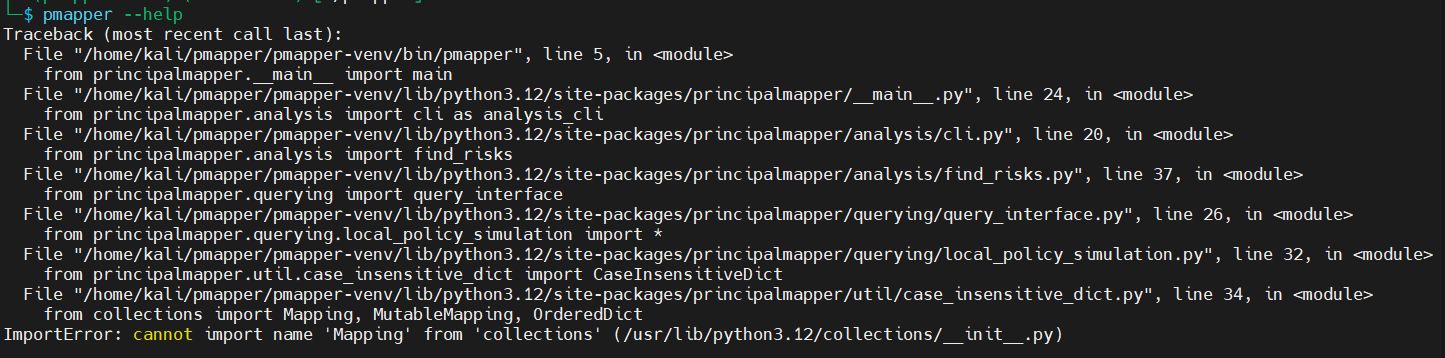 └─$ pmapper --help
Traceback (most recent call last):
  File "/home/kali/pmapper/pmapper-venv/bin/pmapper", line 5, in <module>
    from principalmapper.__main__ import main
  File "/home/kali/pmapper/pmapper-venv/lib/python3.12/site-packages/principalmapper/__main__.py", line 24, in <module>
    from principalmapper.analysis import cli as analysis_cli
  File "/home/kali/pmapper/pmapper-venv/lib/python3.12/site-packages/principalmapper/analysis/cli.py", line 20, in <module>
    from principalmapper.analysis import find_risks
  File "/home/kali/pmapper/pmapper-venv/lib/python3.12/site-packages/principalmapper/analysis/find_risks.py", line 37, in <module>
    from principalmapper.querying import query_interface
  File "/home/kali/pmapper/pmapper-venv/lib/python3.12/site-packages/principalmapper/querying/query_interface.py", line 26, in <module>
    from principalmapper.querying.local_policy_simulation import *
  File "/home/kali/pmapper/pmapper-venv/lib/python3.12/site-packages/principalmapper/querying/local_policy_simulation.py", line 32, in <module>
    from principalmapper.util.case_insensitive_dict import CaseInsensitiveDict
  File "/home/kali/pmapper/pmapper-venv/lib/python3.12/site-packages/principalmapper/util/case_insensitive_dict.py", line 34, in <module>
    from collections import Mapping, MutableMapping, OrderedDict
ImportError: cannot import name 'Mapping' from 'collections' (/usr/lib/python3.12/collections/__init__.py)